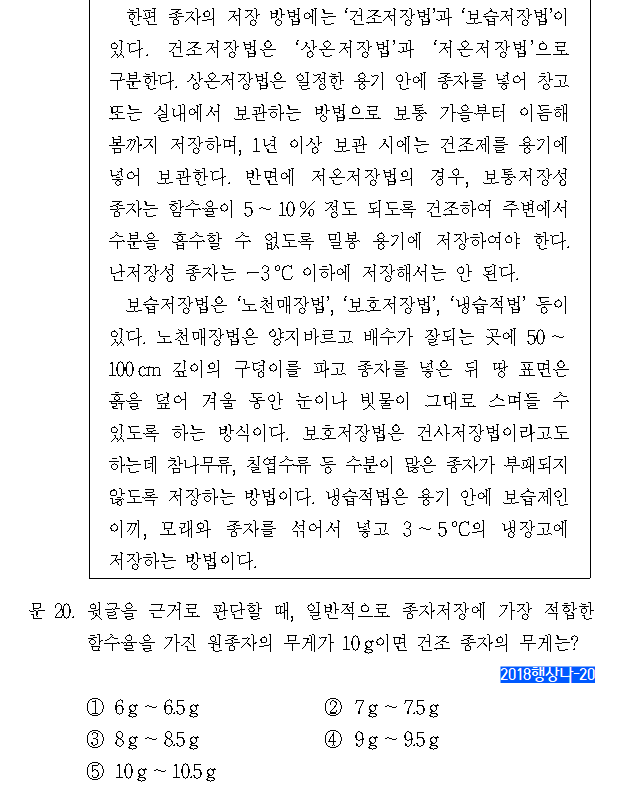 한편 종자의 저장 방법에는 ‘건조저장법’과 ‘보습저장법’이
있다. 건조저장법은 ‘상온저장법’과 ‘저온저장법’으로
구분한다. 상온저장법은 일정한 용기 안에 종자를 넣어 창고
또는 실내에서 보관하는 방법으로 보통 가을부터 이듬해
봄까지 저장하며, 1년 이상 보관 시에는 건조제를 용기에
넣어 보관한다. 반면에 저온저장법의 경우, 보통저장성
종자는 함수율이 5 ~ 10 % 정도 되도록 건조하여 주변에서
수분을 흡수할 수 없도록 밀봉 용기에 저장하여야 한다.
난저장성 종자는 -3 ℃ 이하에 저장해서는 안 된다.
보습저장법은 ‘노천매장법’, ‘보호저장법’, ‘냉습적법’ 등이
있다. 노천매장법은 양지바르고 배수가 잘되는 곳에 50 ~
100 cm 깊이의 구덩이를 파고 종자를 넣은 뒤 땅 표면은
흙을 덮어 겨울 동안 눈이나 빗물이 그대로 스며들 수
있도록 하는 방식이다. 보호저장법은 건사저장법이라고도
하는데 참나무류, 칠엽수류 등 수분이 많은 종자가 부패되지
않도록 저장하는 방법이다. 냉습적법은 용기 안에 보습제인
이끼, 모래와 종자를 섞어서 넣고 3 ~ 5 ℃의 냉장고에
저장하는 방법이다.
문 20. 윗글을 근거로 판단할 때, 일반적으로 종자저장에 가장 적합한
함수율을 가진 원종자의 무게가 10 g이면 건조 종자의 무게는?
2018행상나-20
① 6 g ~ 6.5 g ② 7 g ~ 7.5 g
③ 8 g ~ 8.5 g ④ 9 g ~ 9.5 g
⑤ 10 g ~ 10.5 g